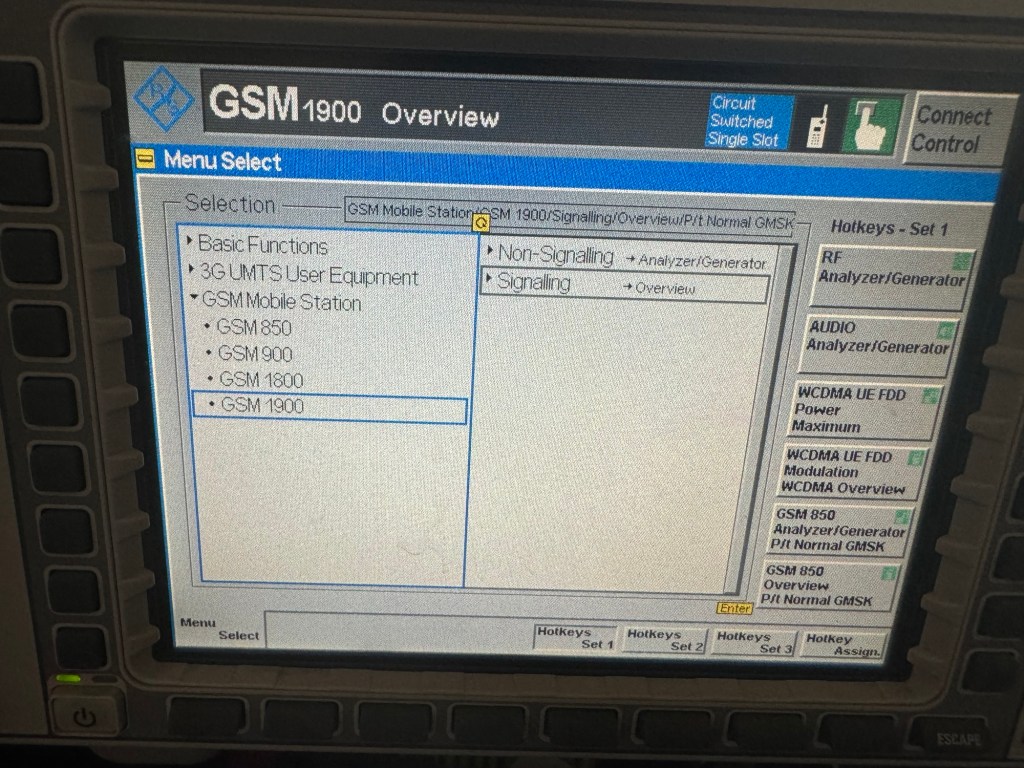 GSM 1900 Overview
Circuit
Switched
Single Slot
Connect
Control
Menu Select
Selection
GSM Mobile Station/GSM 1900/Signalling/Overview/P/t Normal GMSK
Basic Functions
3G UMTS User Equipment
GSM Mobile Station
• GSM 850
• GSM 900
• GSM 1800
• GSM 1900
Non-Signalling → Analyzer/Generator
Signalling → Overview
Hotkeys - Set 1
RF
Analyzer/Generator
AUDIO
Analyzer/Generator
WCDMA UE FDD
Power
Maximum
WCDMA UE FDD
Modulation
WCDMA Overview
GSM 850
Analyzer/Generator
P/t Normal GMSK
GSM 850
Overview
P/t Normal GMSK
Enter
Menu
Select
Hotkeys
Set 1
Hotkeys
Set 2
Hotkeys
Set 3
Hotkey
Assign.
ESCAPE